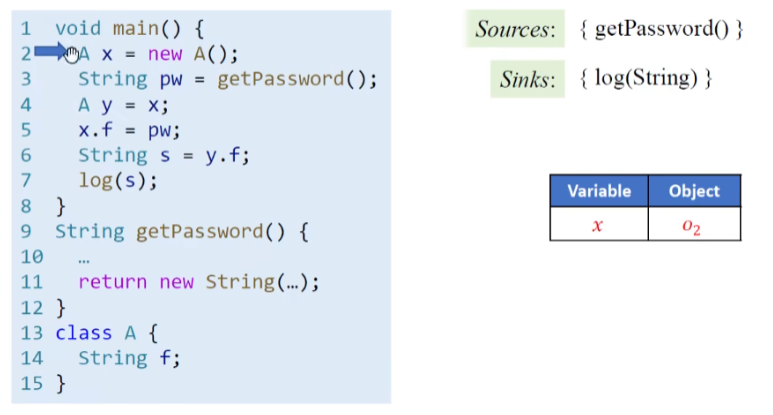 1 void main() {
2 A x = new A();
3 String pw = getPassword();
4 A y = x;
5 x.f = pw;
6 String s = y.f;
7 log(s);
8 }
9 String getPassword() {
10 …
11 return new String(…);
12 }
13 class A {
14 String f;
15 }
Sources: { getPassword() }
Sinks: { log(String) }
Variable Object
x o₂